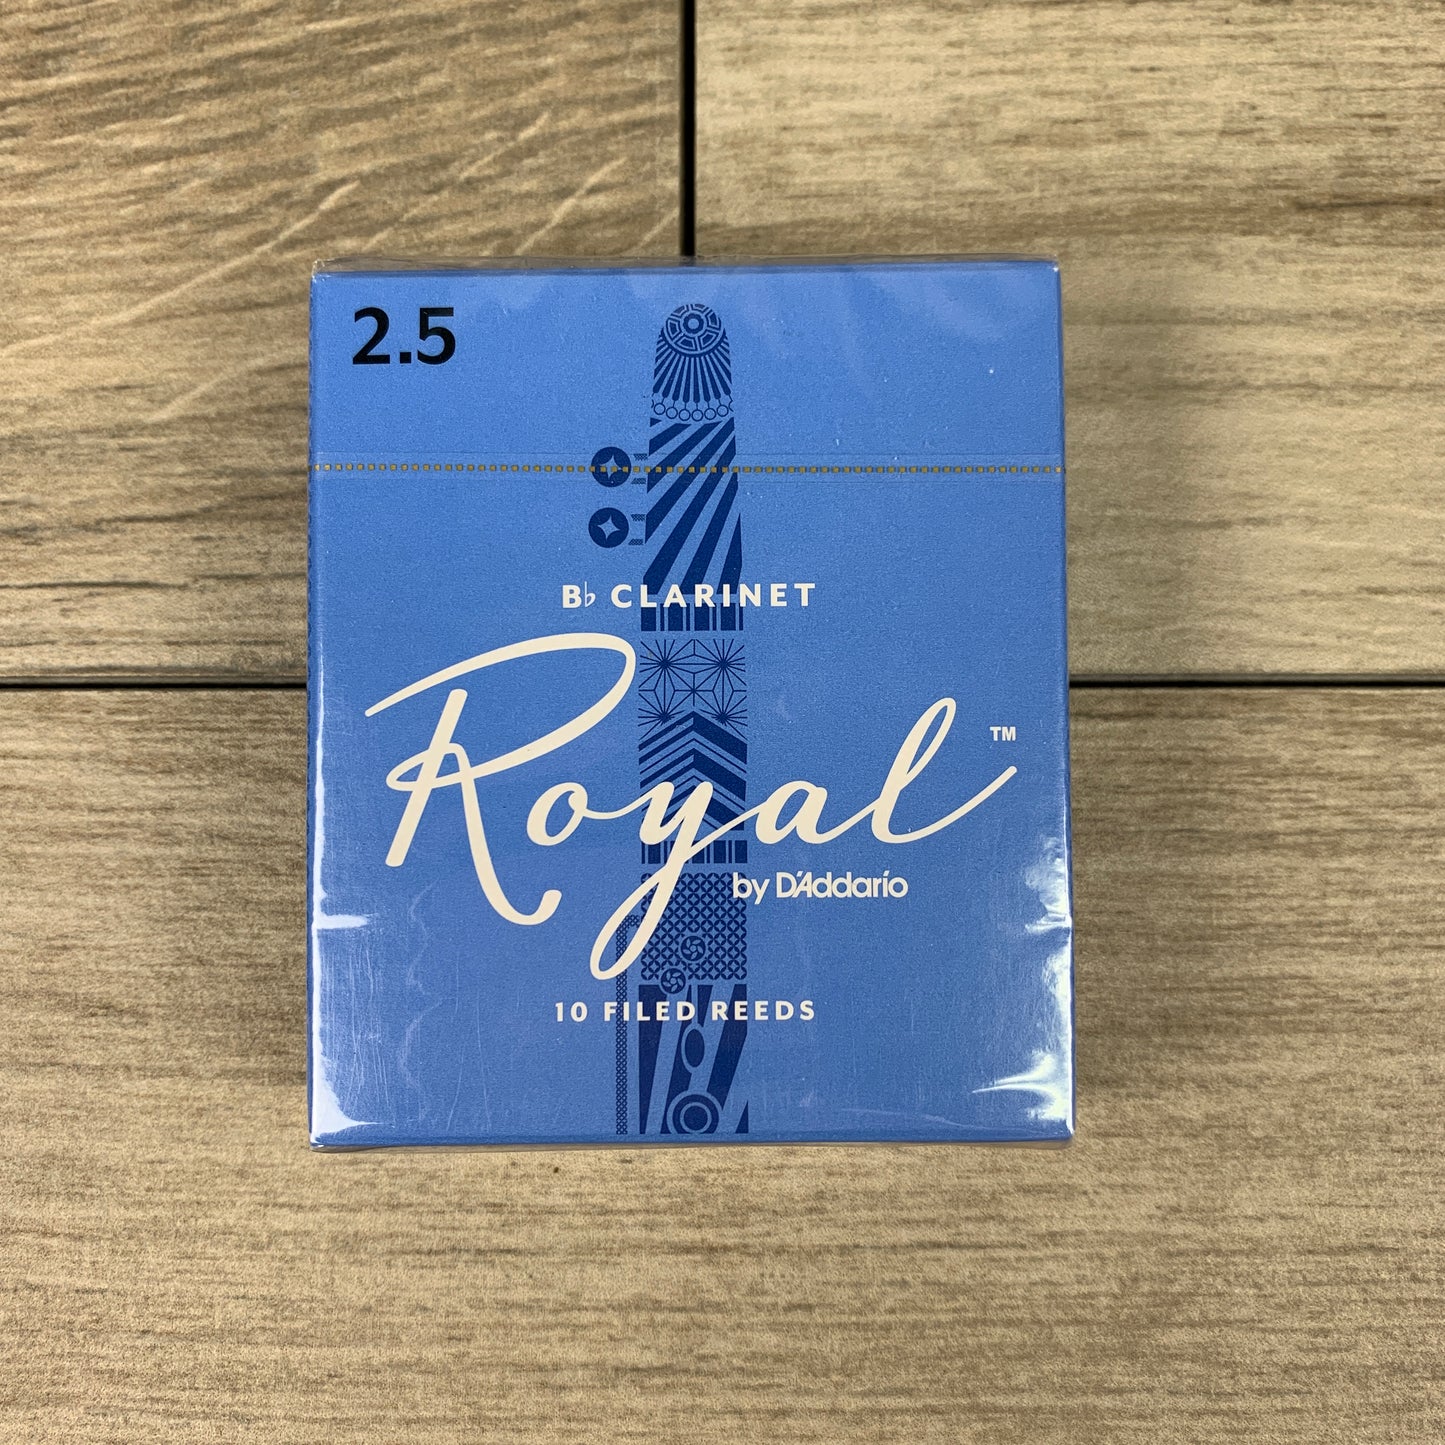 2.5
B♭ CLARINET
Royal™
by D'Addario
10 FILED REEDS